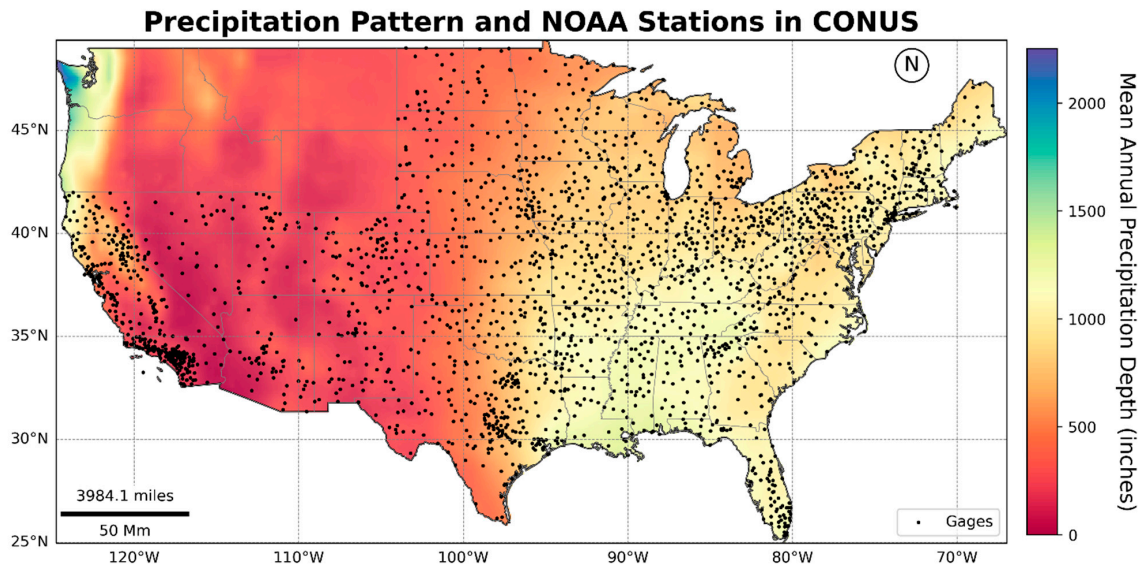 Precipitation Pattern and NOAA Stations in CONUS
N
45°N
40°N
35°N
30°N
25°N
120°W
110°W
100°W
90°W
80°W
70°W
3984.1 miles
50 Mm
Gages
2000
1500
1000
500
0
Mean Annual Precipitation Depth (inches)